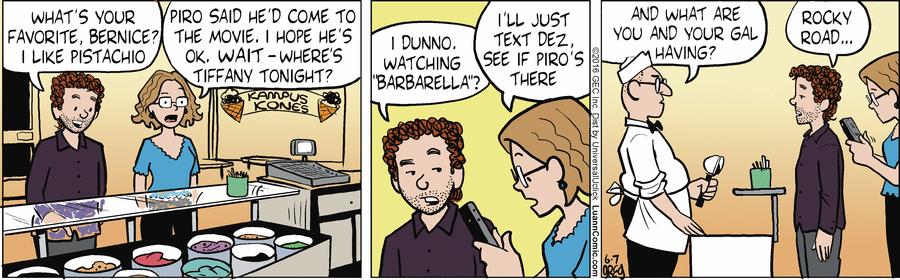 WHAT'S YOUR
FAVORITE, BERNICE?
I LIKE PISTACHIO
PIRO SAID HE'D COME TO
THE MOVIE. I HOPE HE'S
OK. WAIT – WHERE'S
TIFFANY TONIGHT?
KAMPUS
KONES
I DUNNO.
WATCHING
"BARBARELLA"?
I'LL JUST
TEXT DEZ,
SEE IF PIRO'S
THERE
©2016 GEC Inc. Dist by UniversalUclick LuannComic.com
AND WHAT ARE
YOU AND YOUR GAL
HAVING?
ROCKY
ROAD...
6-7
GREG